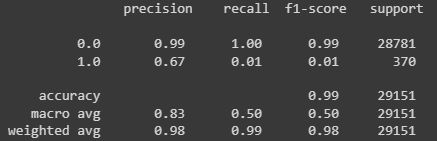 precision recall f1-score support
0.0 0.99 1.00 0.99 28781
1.0 0.67 0.01 0.01 370
accuracy 0.99 29151
macro avg 0.83 0.50 0.50 29151
weighted avg 0.98 0.99 0.98 29151